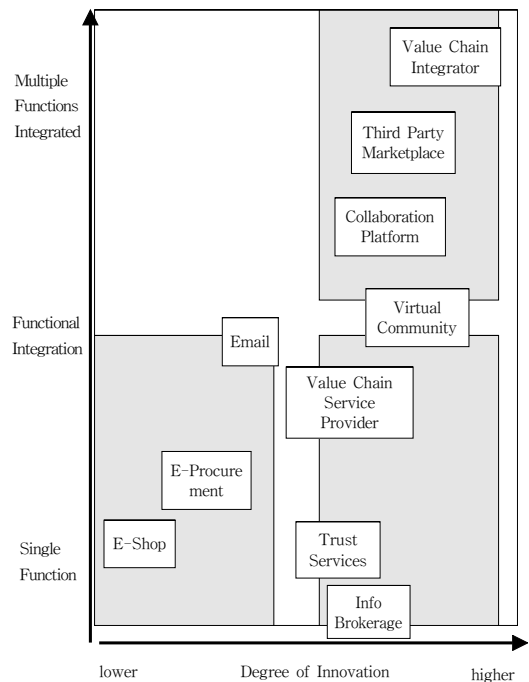 Value Chain
Integrator
Multiple
Functions
Integrated
Third Party
Marketplace
Collaboration
Platform
Virtual
Community
Functional
Integration
Email
Value Chain
Service
Provider
E-Procure
ment
E-Shop
Single
Function
Trust
Services
Info
Brokerage
lower
Degree of Innovation
higher